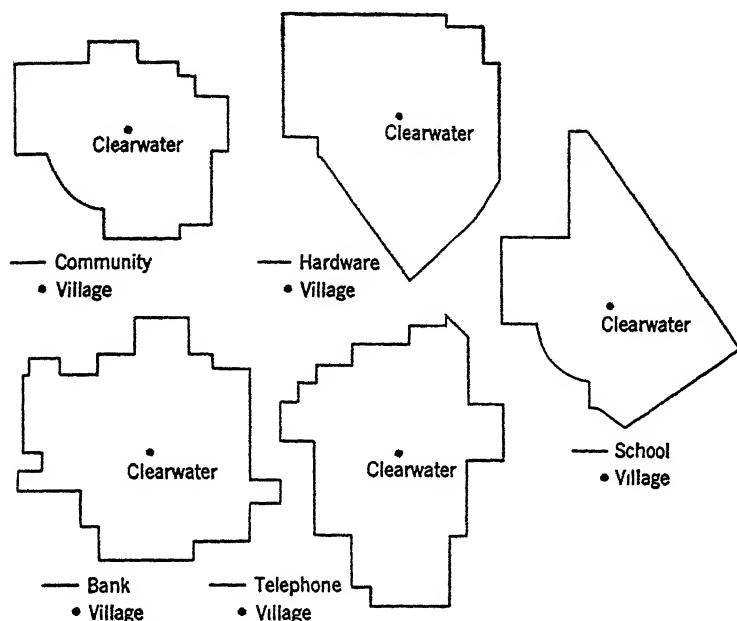 Clearwater
Community
Village
Clearwater
Hardware
Village
Clearwater
School
Village
Clearwater
Bank
Village
Clearwater
Telephone
Village